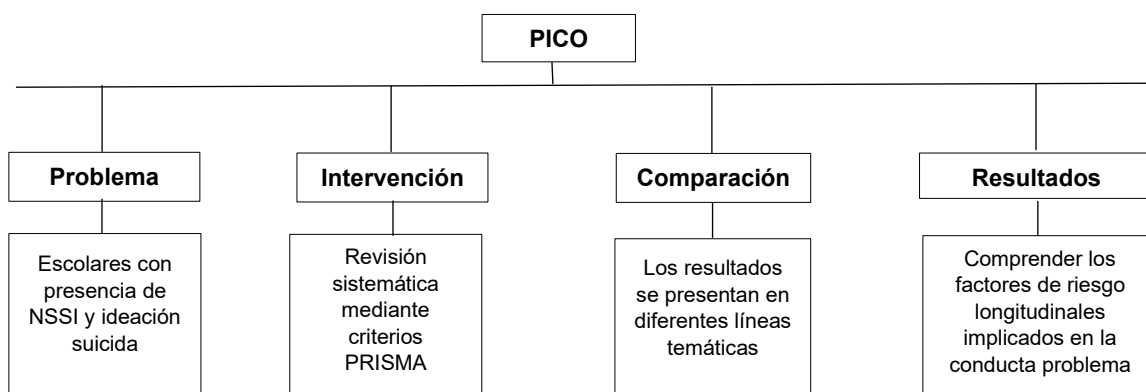 PICO
Problema
Escolares con
presencia de
NSSI y ideación
suicida
Intervención
Revisión
sistemática
mediante
criterios
PRISMA
Comparación
Los resultados
se presentan en
diferentes líneas
temáticas
Resultados
Comprender los
factores de riesgo
longitudinales
implicados en la
conducta problema